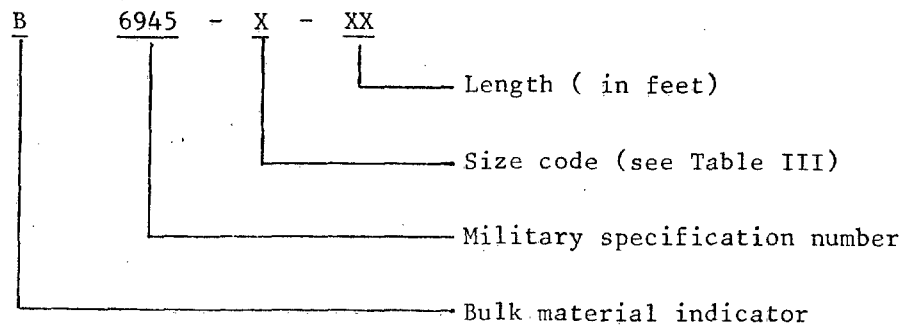 B 6945 - X - XX
Length ( in feet)
Size code (see Table III)
Military specification number
Bulk material indicator